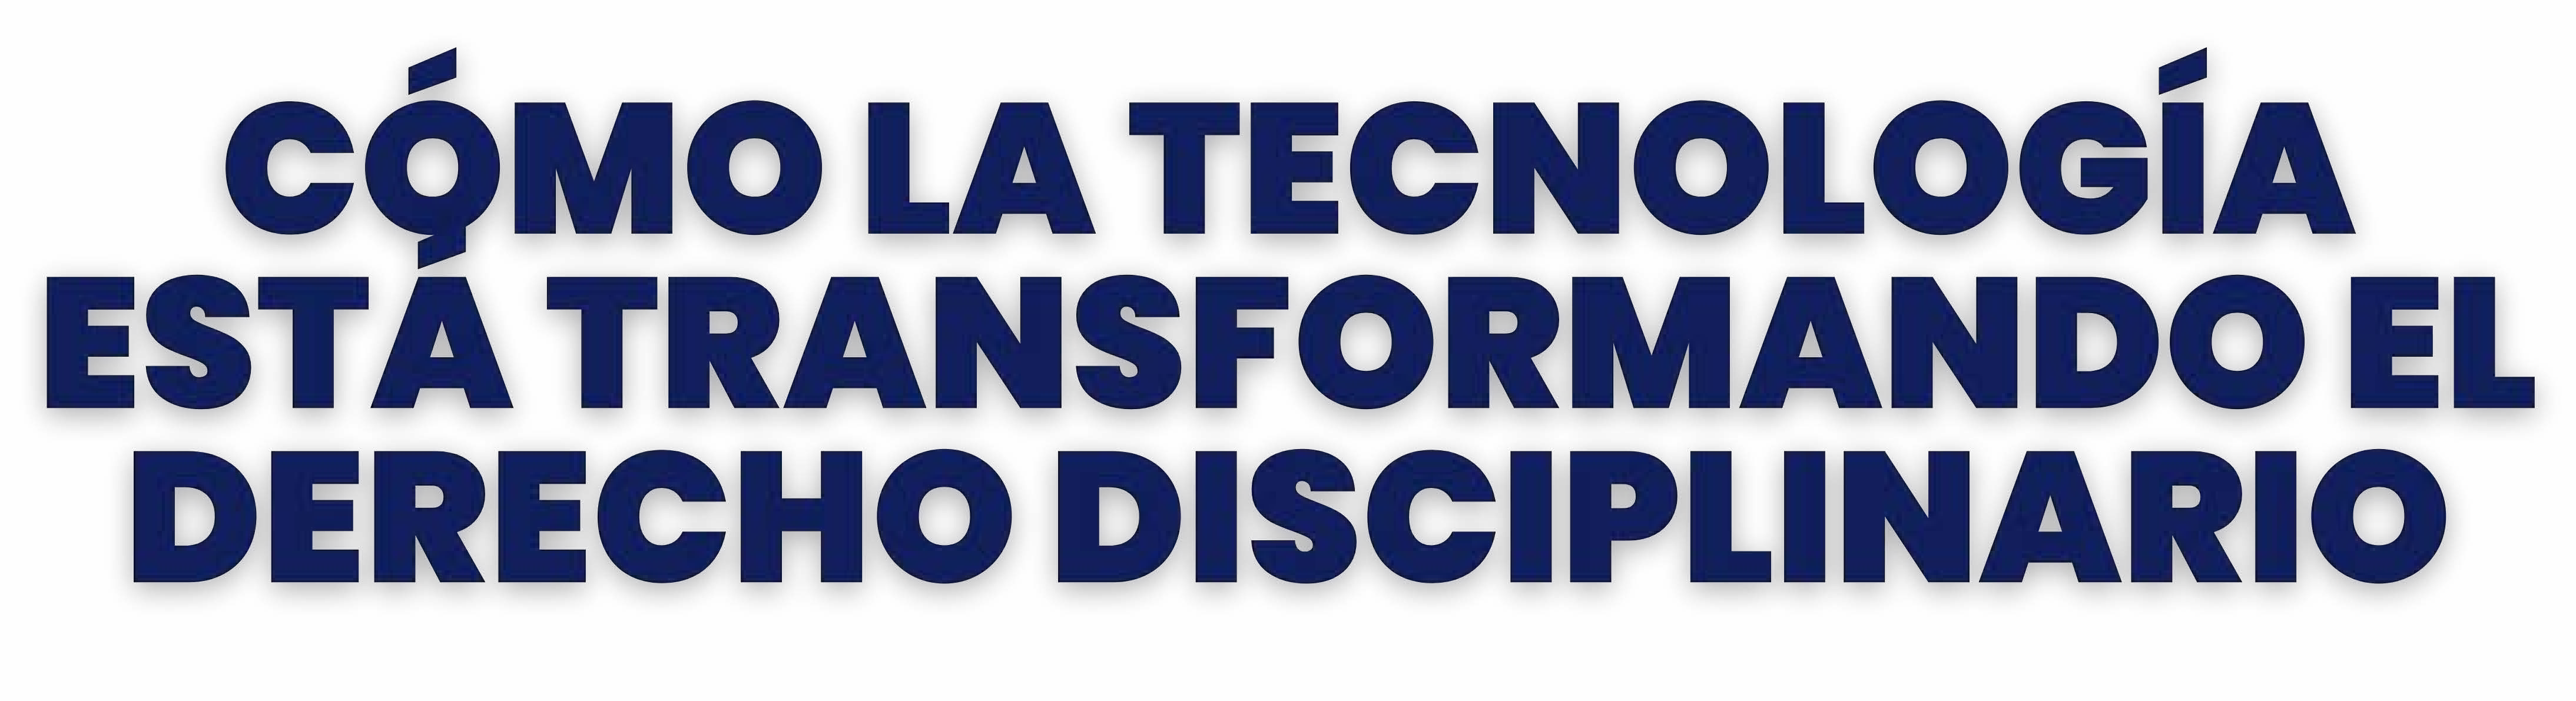 CÓMO LA TECNOLOGÍA
ESTÁ TRANSFORMANDO EL
DERECHO DISCIPLINARIO